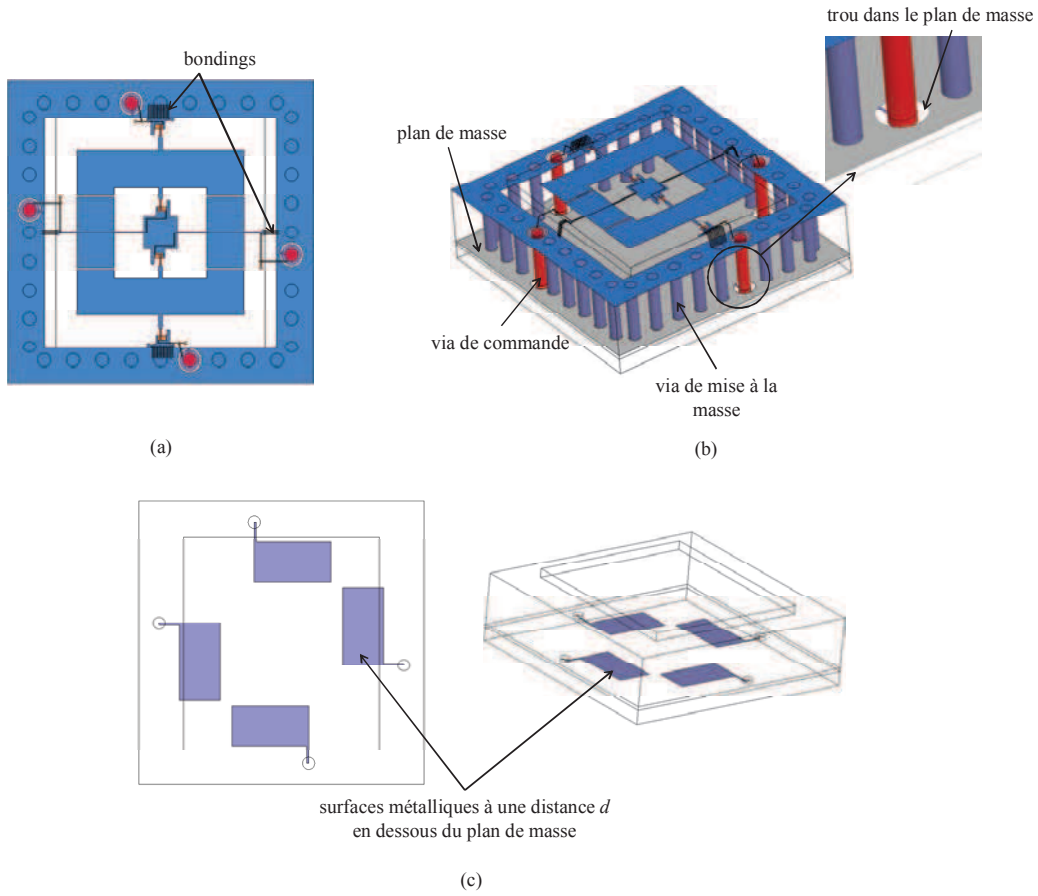 trou dans le plan de masse
bondings
plan de masse
via de commande
via de mise à la
masse
(a)
(b)
surfaces métalliques à une distance d
en dessous du plan de masse
(c)